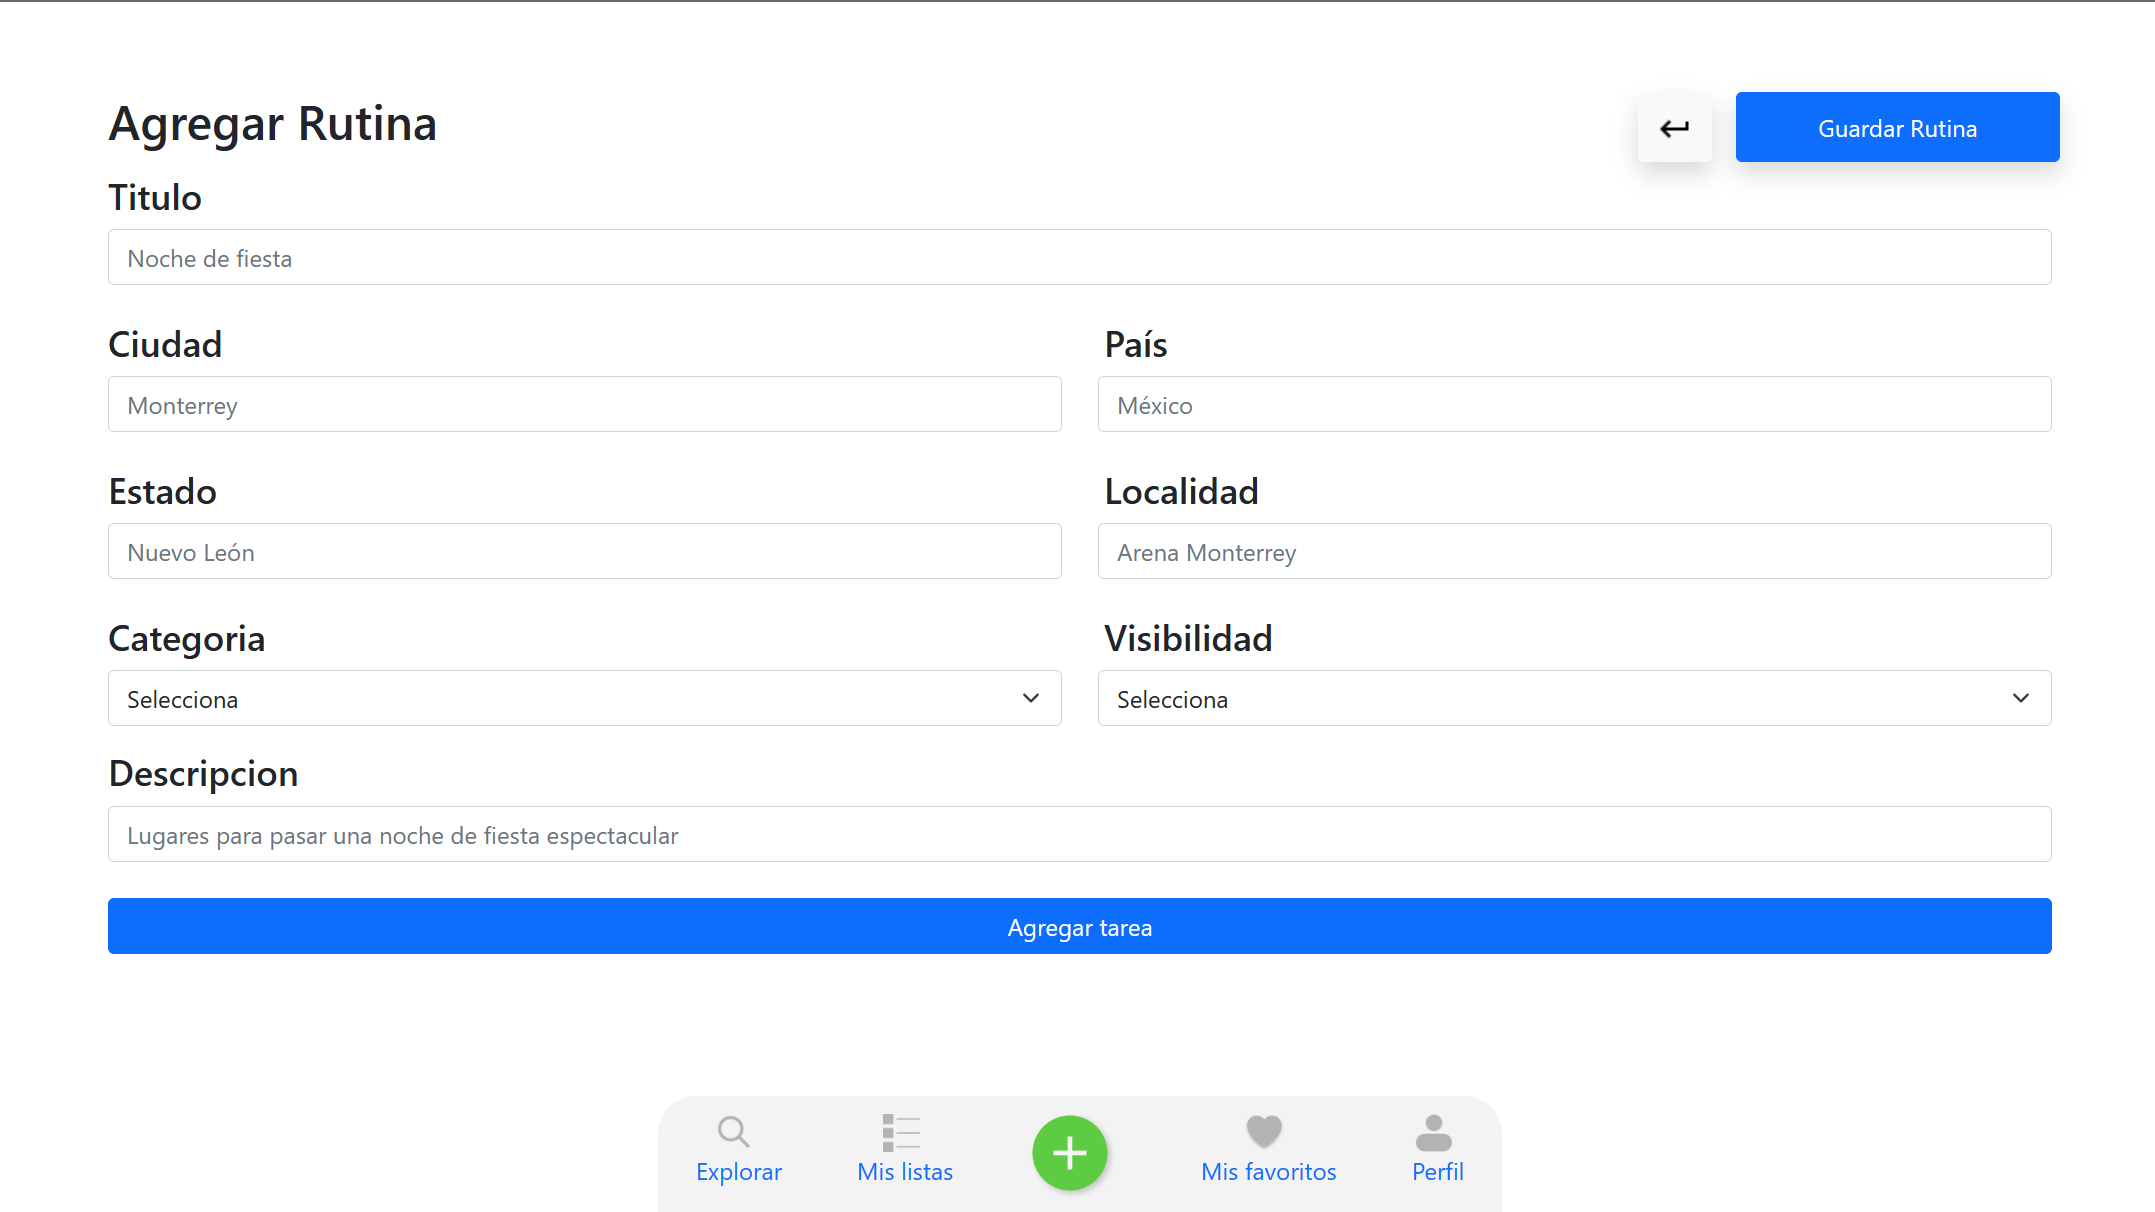 Agregar Rutina
Guardar Rutina
Titulo
Noche de fiesta
Ciudad
País
Monterrey
México
Estado
Localidad
Nuevo León
Arena Monterrey
Categoria
Visibilidad
Selecciona
Selecciona
Descripcion
Lugares para pasar una noche de fiesta espectacular
Agregar tarea
Explorar
Mis listas
Mis favoritos
Perfil